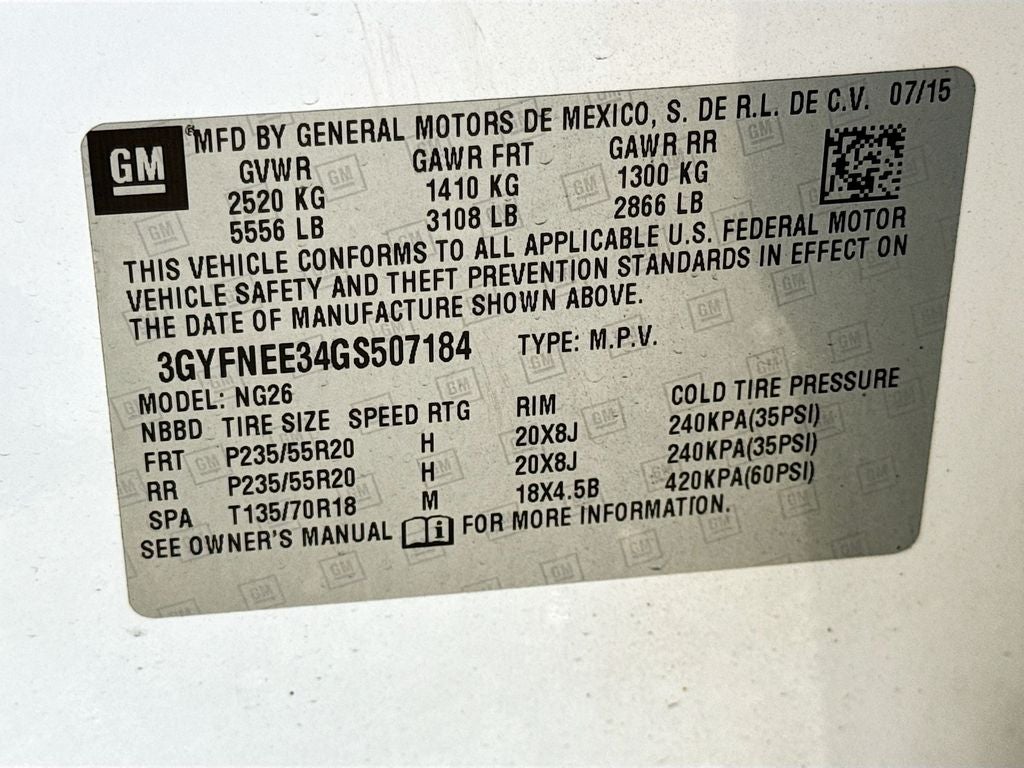 GM ® MFD BY GENERAL MOTORS DE MEXICO, S. DE R.L. DE C.V. 07/15
GVWR GAWR FRT GAWR RR
2520 KG 1410 KG 1300 KG
5556 LB 3108 LB 2866 LB
THIS VEHICLE CONFORMS TO ALL APPLICABLE U.S. FEDERAL MOTOR
VEHICLE SAFETY AND THEFT PREVENTION STANDARDS IN EFFECT ON
THE DATE OF MANUFACTURE SHOWN ABOVE.
3GYFNEE34GS507184 TYPE: M.P.V.
MODEL: NG26
NBBD TIRE SIZE SPEED RTG RIM COLD TIRE PRESSURE
FRT P235/55R20 H 20X8J 240KPA(35PSI)
RR P235/55R20 H 20X8J 240KPA(35PSI)
SPA T135/70R18 M 18X4.5B 420KPA(60PSI)
SEE OWNER'S MANUAL i FOR MORE INFORMATION.